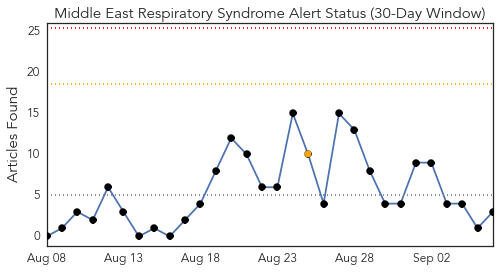 Middle East Respiratory Syndrome Alert Status (30-Day Window)
Articles Found
25
20
15
10
5
0
Aug 08 Aug 13 Aug 18 Aug 23 Aug 28 Sep 02